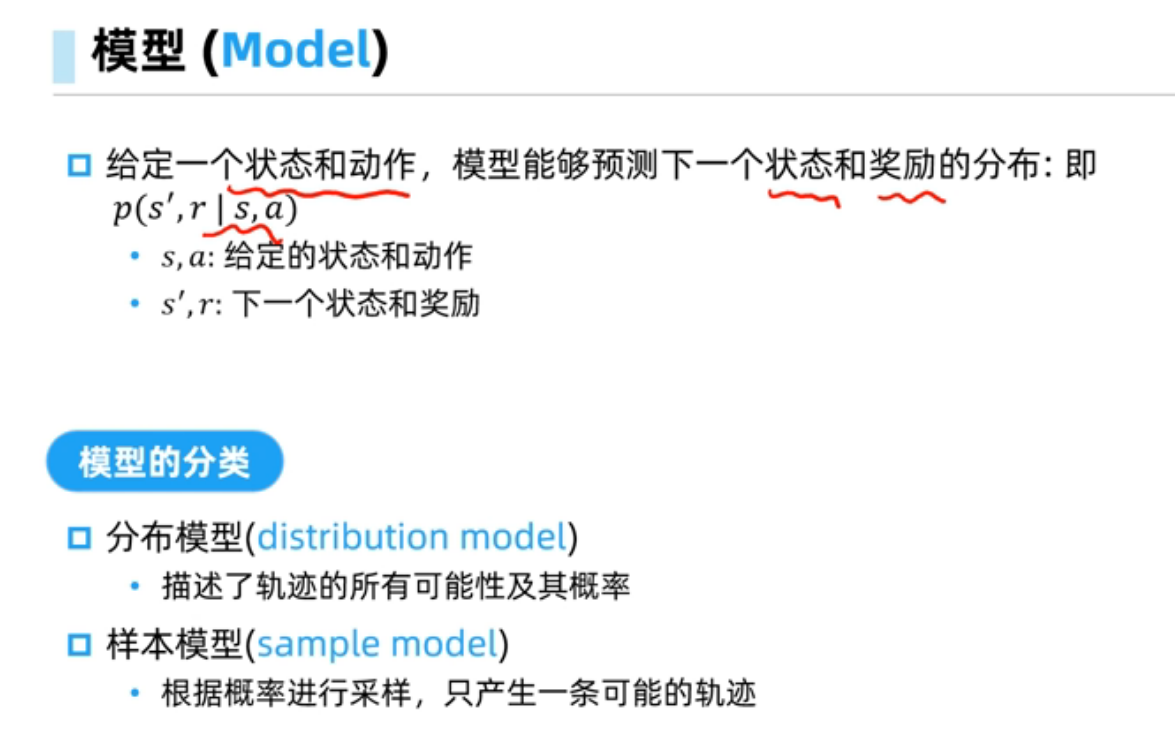 模型 (Model)
给定一个状态和动作，模型能够预测下一个状态和奖励的分布: 即
p(s′, r | s, a)
• s, a: 给定的状态和动作
• s′, r: 下一个状态和奖励
模型的分类
分布模型(distribution model)
• 描述了轨迹的所有可能性及其概率
样本模型(sample model)
• 根据概率进行采样，只产生一条可能的轨迹